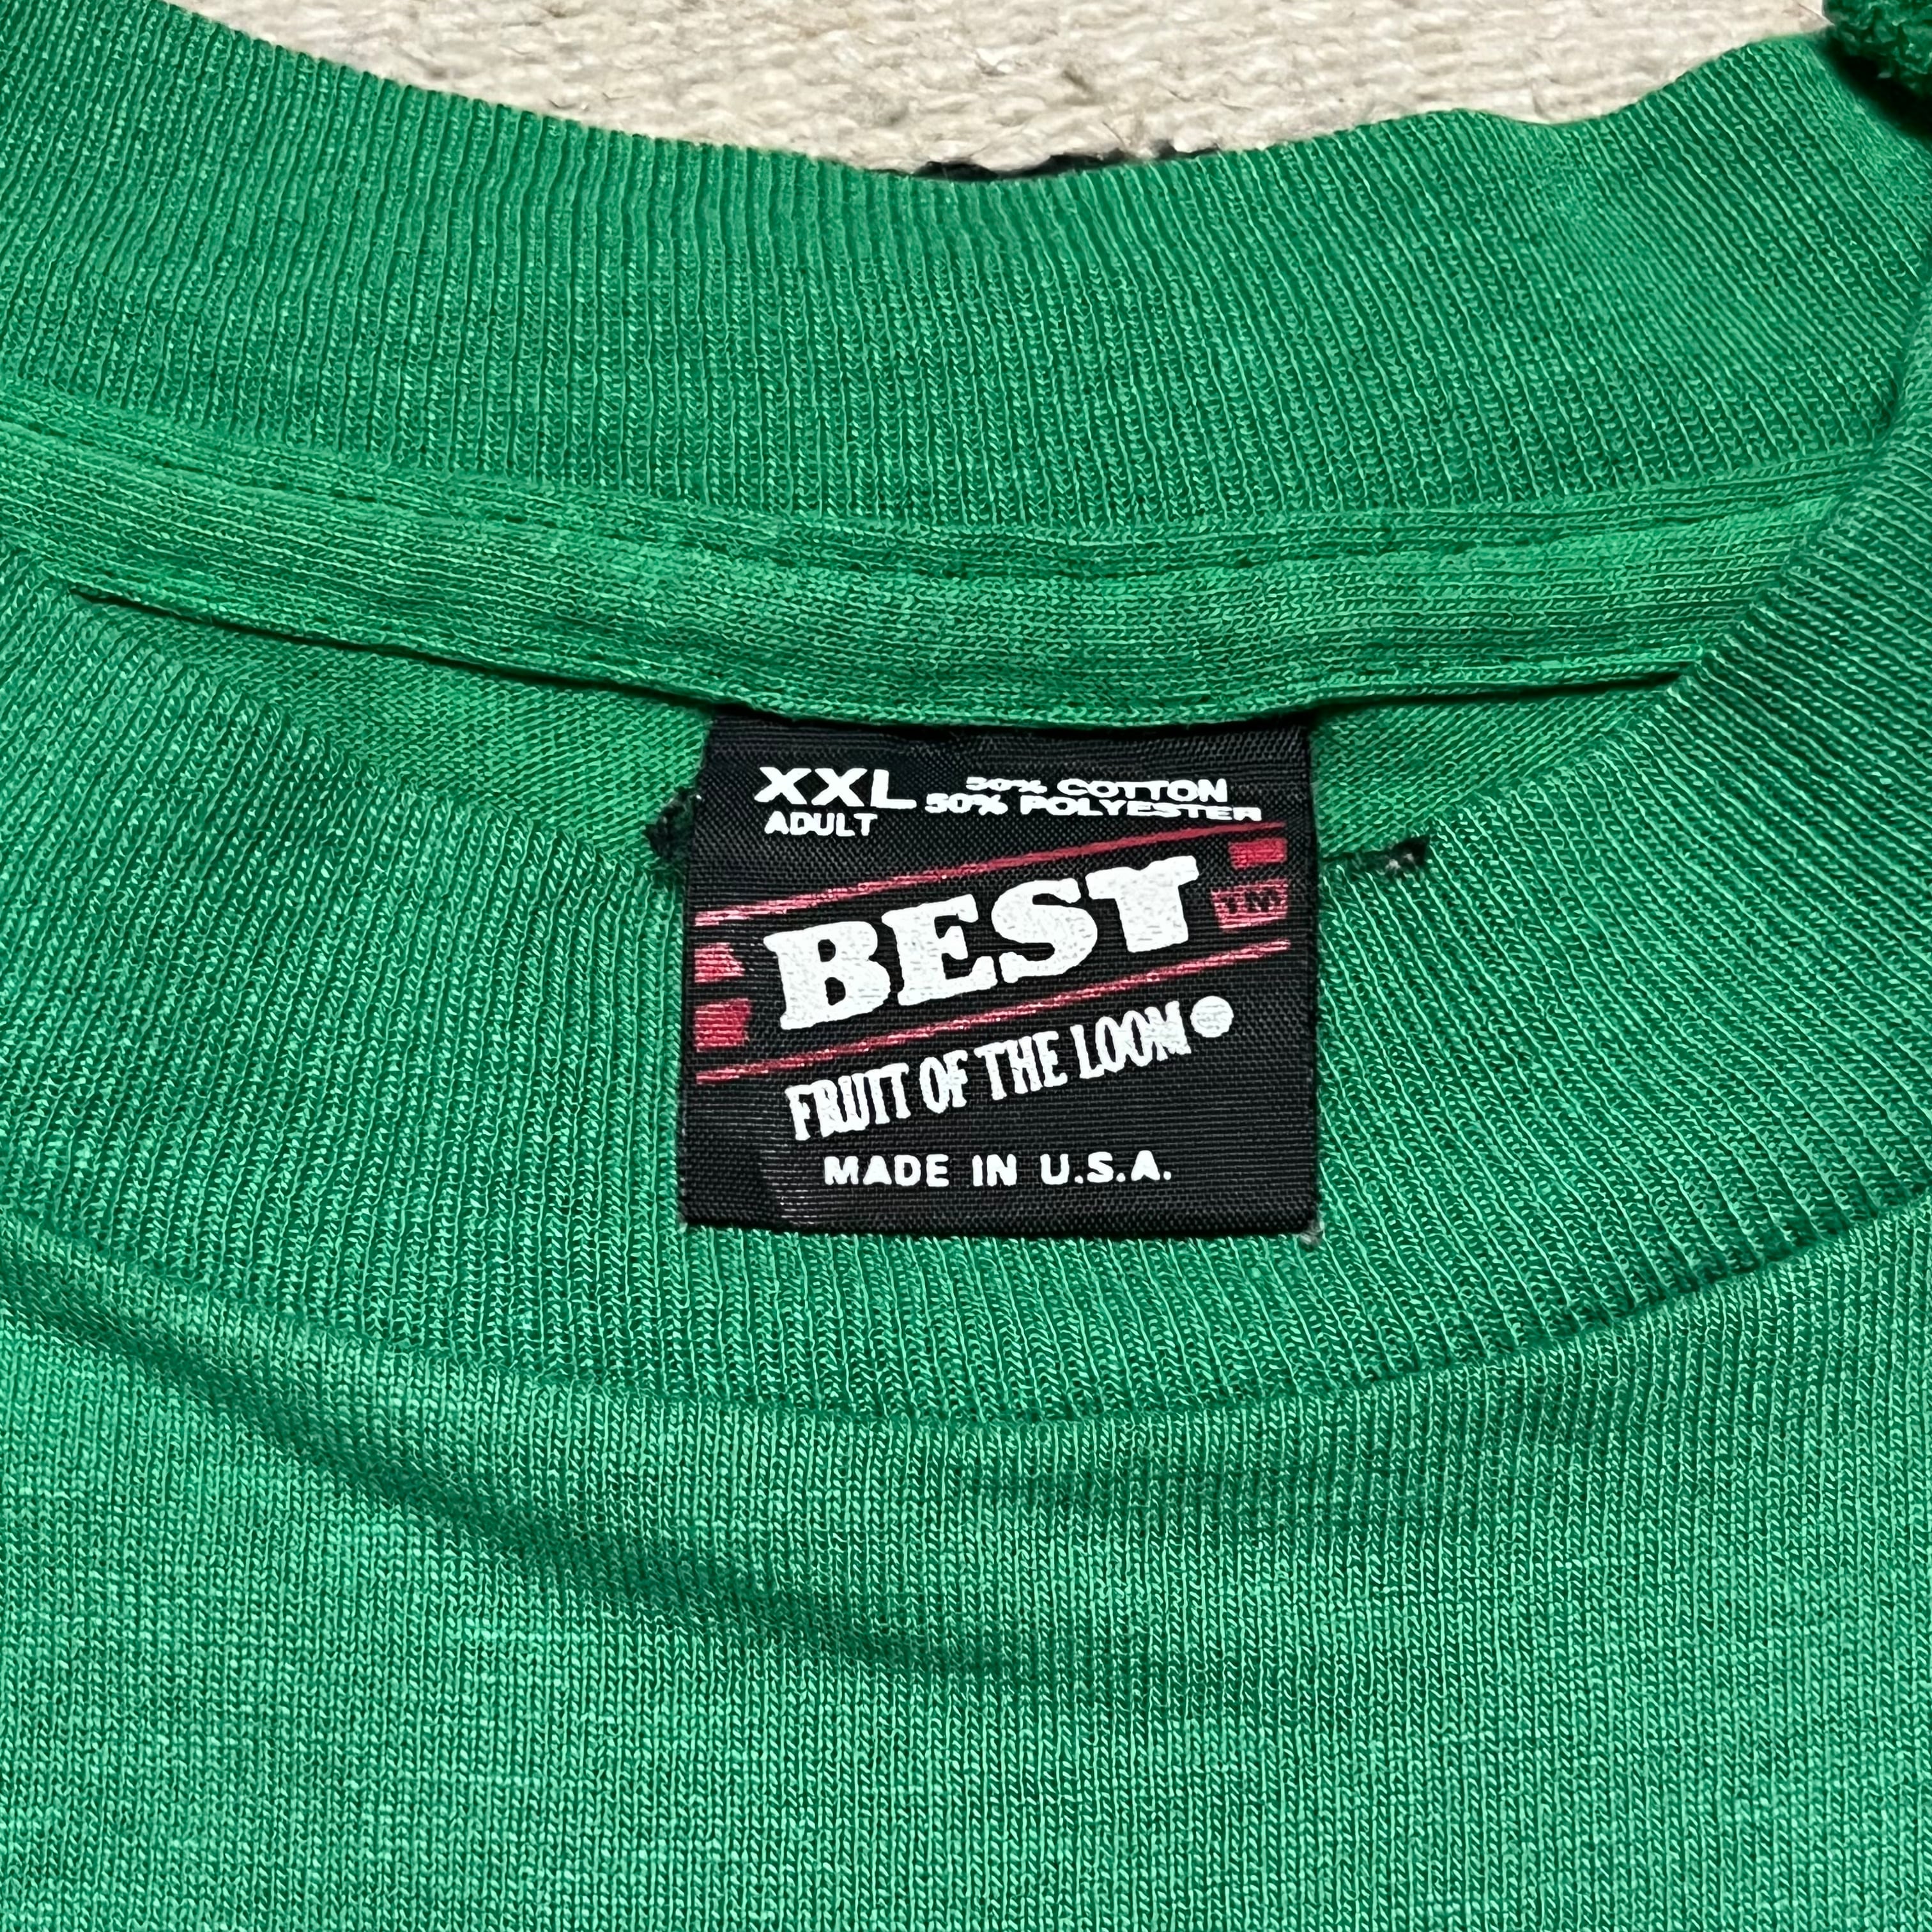 XXL 50% COTTON
ADULT 50% POLYESTER
BEST TM
FRUIT OF THE LOOM
MADE IN U.S.A.